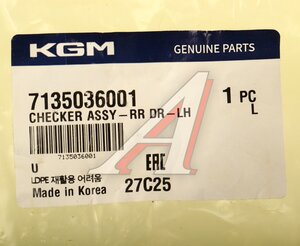 KGM
GENUINE PARTS
7135036001
1 PC
CHECKER ASSY-RR DR-LH
L
7135036001
U
EAC
LDPE 재활용 어려움
27C25
Made in Korea